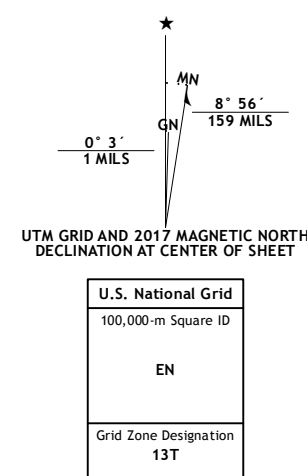 ★
MN
GN
8° 56´
159 MILS
0° 3´
1 MILS
UTM GRID AND 2017 MAGNETIC NORTH
DECLINATION AT CENTER OF SHEET
U.S. National Grid
100,000-m Square ID
EN
Grid Zone Designation
13T